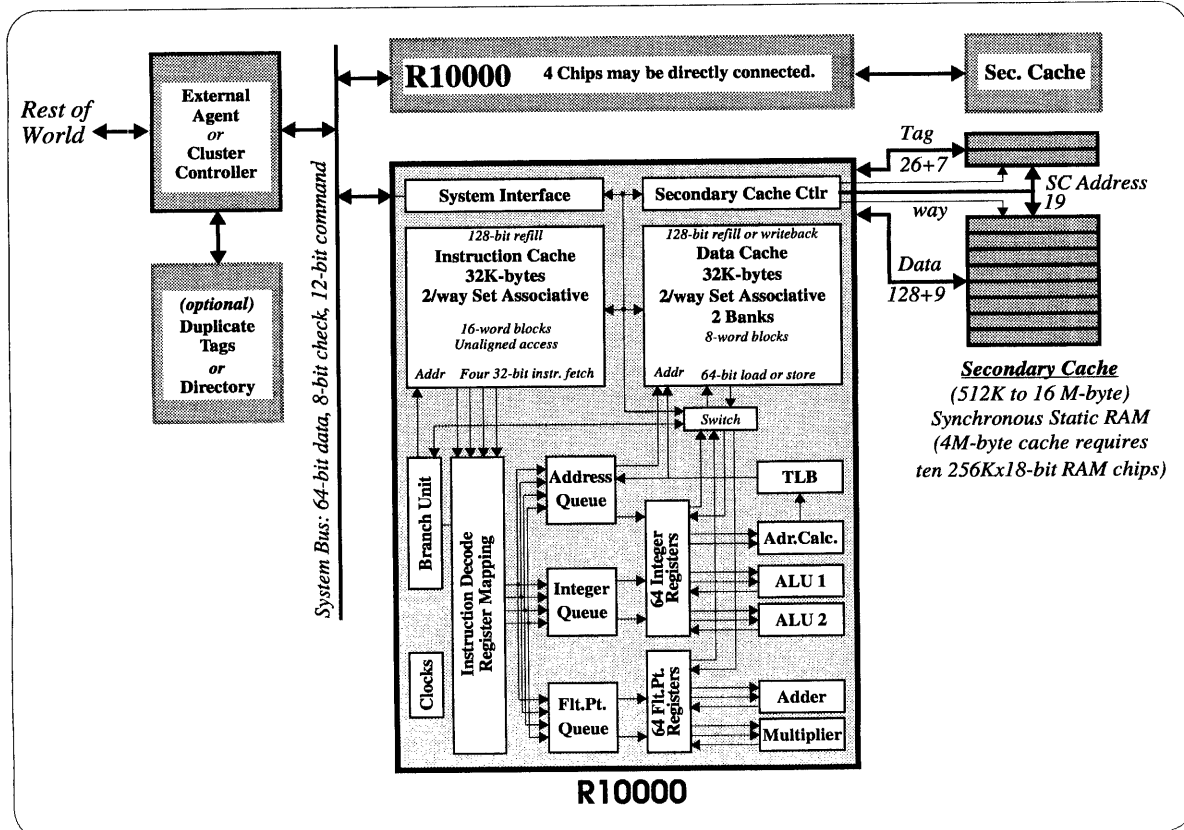 R10000 4 Chips may be directly connected.
Sec. Cache
Rest of
World
External
Agent
or
Cluster
Controller
(optional)
Duplicate
Tags
or
Directory
System Bus: 64-bit data, 8-bit check, 12-bit command
Tag
26+7
SC Address
19
way
Data
128+9
System Interface
Secondary Cache Ctlr
128-bit refill
Instruction Cache
32K-bytes
2/way Set Associative
16-word blocks
Unaligned access
Addr Four 32-bit instr. fetch
128-bit refill or writeback
Data Cache
32K-bytes
2/way Set Associative
2 Banks
8-word blocks
Addr 64-bit load or store
Switch
Secondary Cache
(512K to 16 M-byte)
Synchronous Static RAM
(4M-byte cache requires
ten 256Kx18-bit RAM chips)
Branch Unit
Clocks
Instruction Decode
Register Mapping
Address
Queue
Integer
Queue
Flt.Pt.
Queue
64 Integer
Registers
64 Flt.Pt.
Registers
TLB
Adr.Calc.
ALU 1
ALU 2
Adder
Multiplier
R10000